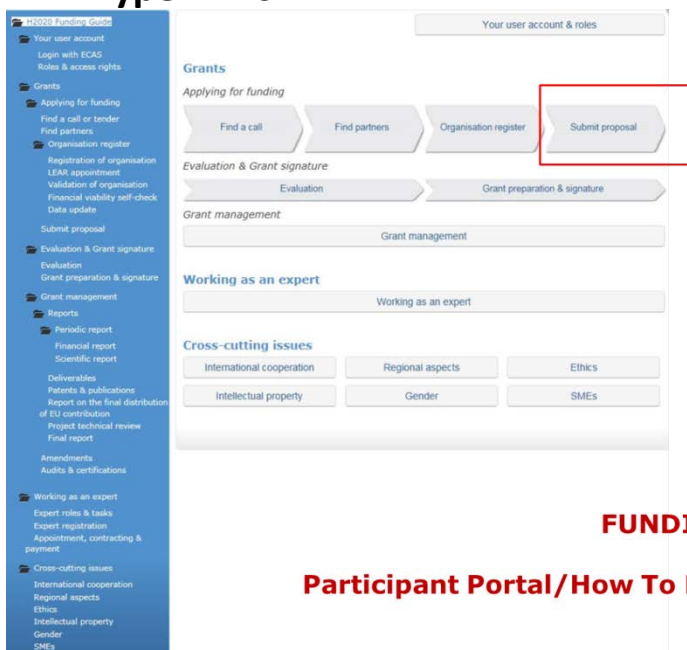 H2020 Funding Guide
Your user account
Login with ECAS
Roles & access rights
Grants
Applying for funding
Find a call or tender
Find partners
Organisation register
Registration of organisation
LEAR appointment
Validation of organisation
Financial viability self-check
Data update
Submit proposal
Evaluation & Grant signature
Evaluation
Grant preparation & signature
Grant management
Reports
Periodic report
Financial report
Scientific report
Deliverables
Patents & publications
Report on the final distribution
of EU contribution
Project technical review
Final report
Amendments
Audits & certifications
Working as an expert
Expert roles & tasks
Expert registration
Appointment, contracting &
payment
Cross-cutting issues
International cooperation
Regional aspects
Ethics
Intellectual property
Gender
SMEs
Your user account & roles
Grants
Applying for funding
Find a call
Find partners
Organisation register
Submit proposal
Evaluation & Grant signature
Evaluation
Grant preparation & signature
Grant management
Grant management
Working as an expert
Working as an expert
Cross-cutting issues
International cooperation
Regional aspects
Ethics
Intellectual property
Gender
SMEs
FUNDI
Participant Portal/How To